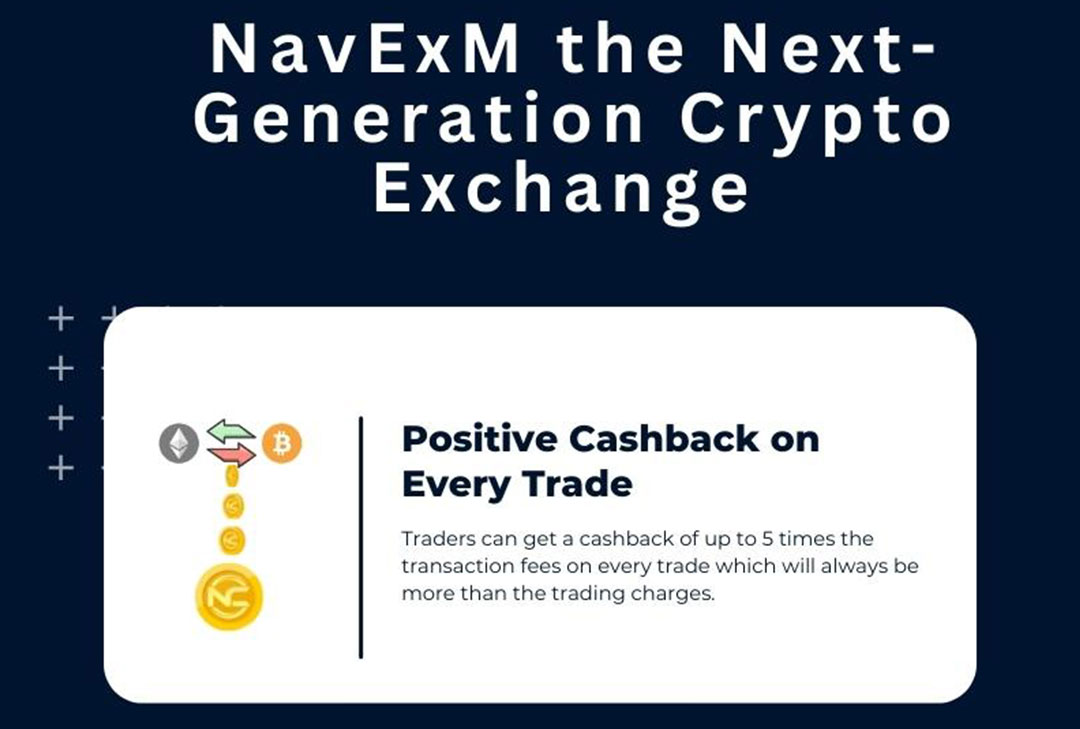 NavExM the Next-
Generation Crypto
Exchange
Positive Cashback on
Every Trade
Traders can get a cashback of up to 5 times the
transaction fees on every trade which will always be
more than the trading charges.
NC